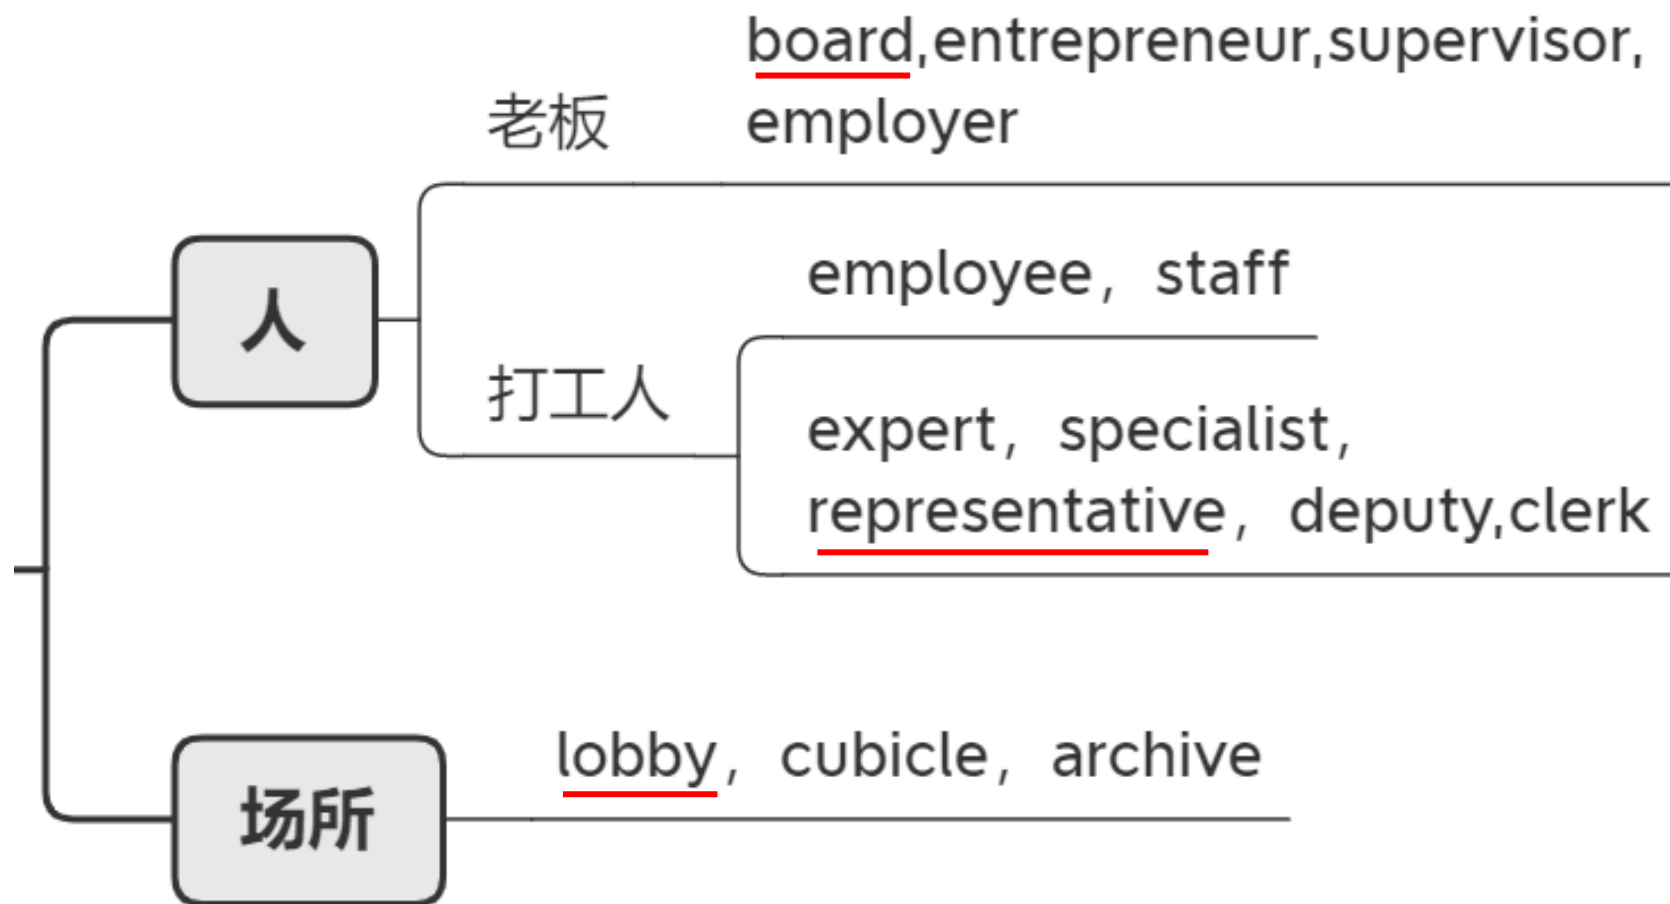 board,entrepreneur,supervisor,
老板
employer
人
employee，staff
打工人
expert，specialist，
representative，deputy,clerk
lobby，cubicle，archive
场所